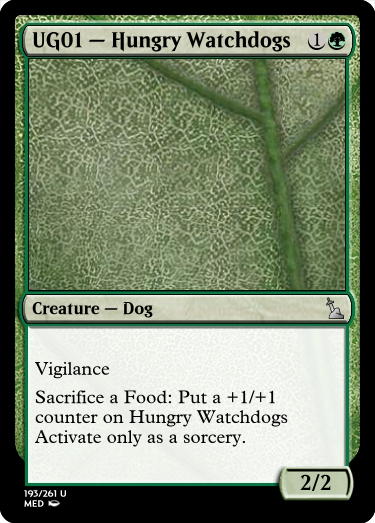 UG01 — Hungry Watchdogs 1
Creature — Dog
Vigilance
Sacrifice a Food: Put a +1/+1
counter on Hungry Watchdogs
Activate only as a sorcery.
2/2
193/261 U
MED